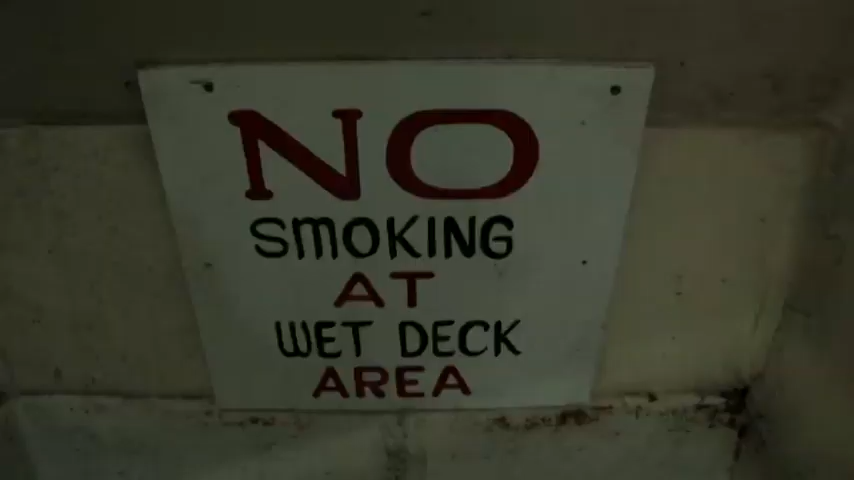 NO
SMOKING
AT
WET DECK
AREA